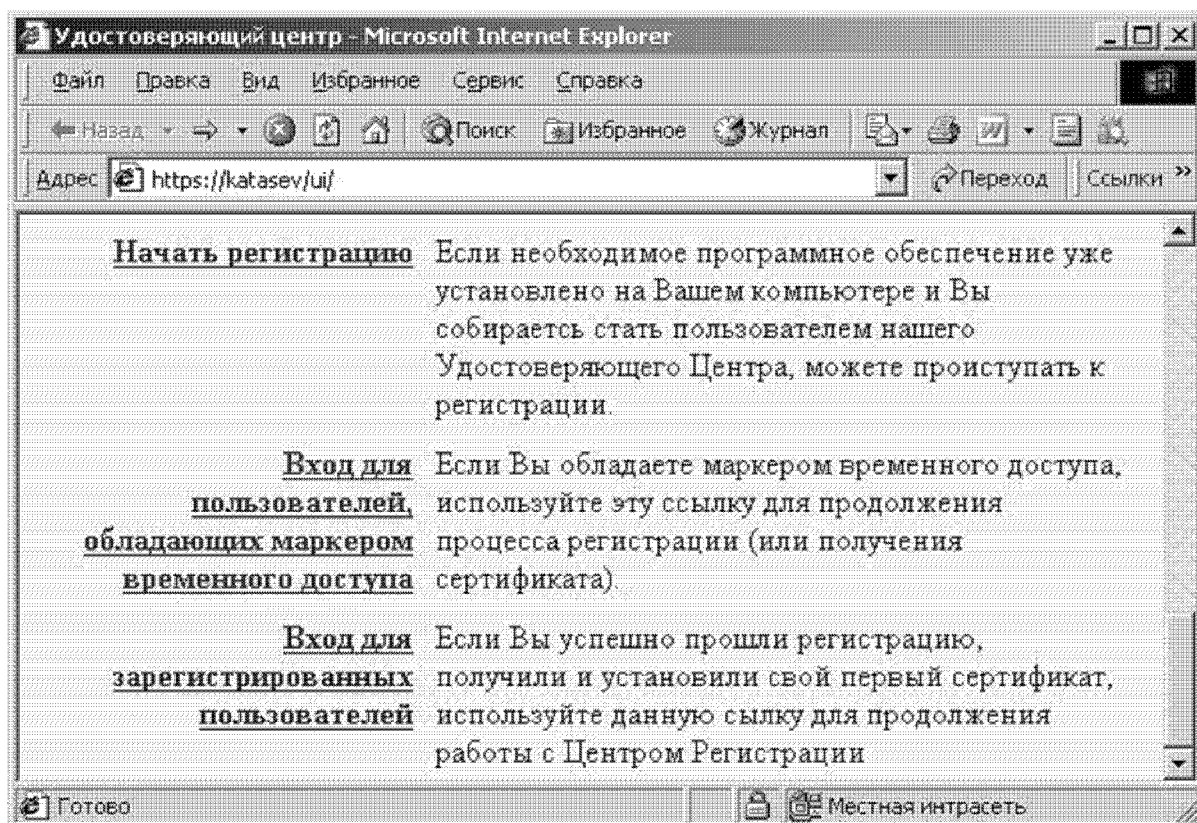 Удостоверяющий центр - Microsoft Internet Explorer
Файл Правка Вид Избранное Сервис Справка
Назад Поиск Избранное Журнал
Адрес https://katasev/ui/ Переход Ссылки »
Начать регистрацию Если необходимое программное обеспечение уже
установлено на Вашем компьютере и Вы
собираетсь стать пользователем нашего
Удостоверяющего Центра, можете проиступать к
регистрации.
Вход для Если Вы обладаете маркером временного доступа,
пользователей, используйте эту ссылку для продолжения
обладающих маркером процесса регистрации (или получения
временного доступа сертификата).
Вход для Если Вы успешно прошли регистрацию,
зарегистрированных получили и установили свой первый сертификат,
пользователей используйте данную сылку для продолжения
работы с Центром Регистрации
Готово Местная интрасеть